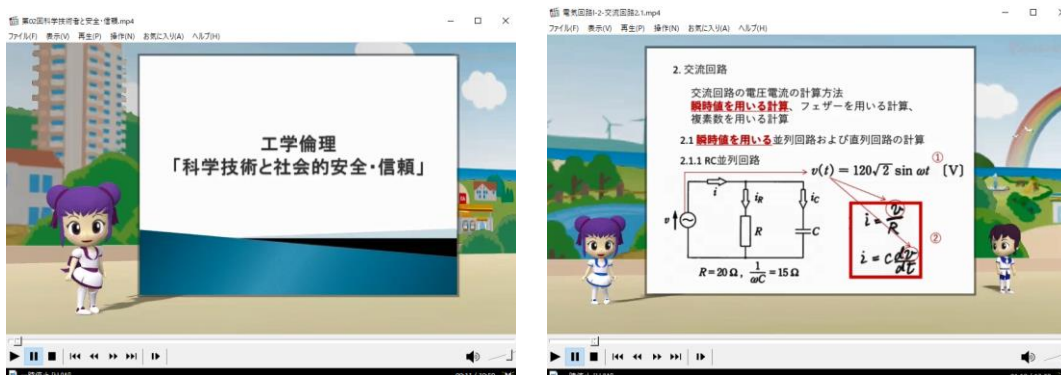 第02回科学技術者と安全・信頼.mp4
ファイル(F) 表示(V) 再生(P) 操作(N) お気に入り(A) ヘルプ(H)
工学倫理
「科学技術と社会的安全・信頼」
電気回路I-2-交流回路2.1.mp4
ファイル(F) 表示(V) 再生(P) 操作(N) お気に入り(A) ヘルプ(H)
2. 交流回路
交流回路の電圧電流の計算方法
瞬時値を用いる計算、フェザーを用いる計算、
複素数を用いる計算
2.1 瞬時値を用いる並列回路および直列回路の計算
2.1.1 RC並列回路
v(t) = 120√2 sin ωt [V] ①
i
i_R
i_C
v
R
C
i = v/R
②
i = C dv/dt
R = 20 Ω, 1/ωC = 15 Ω